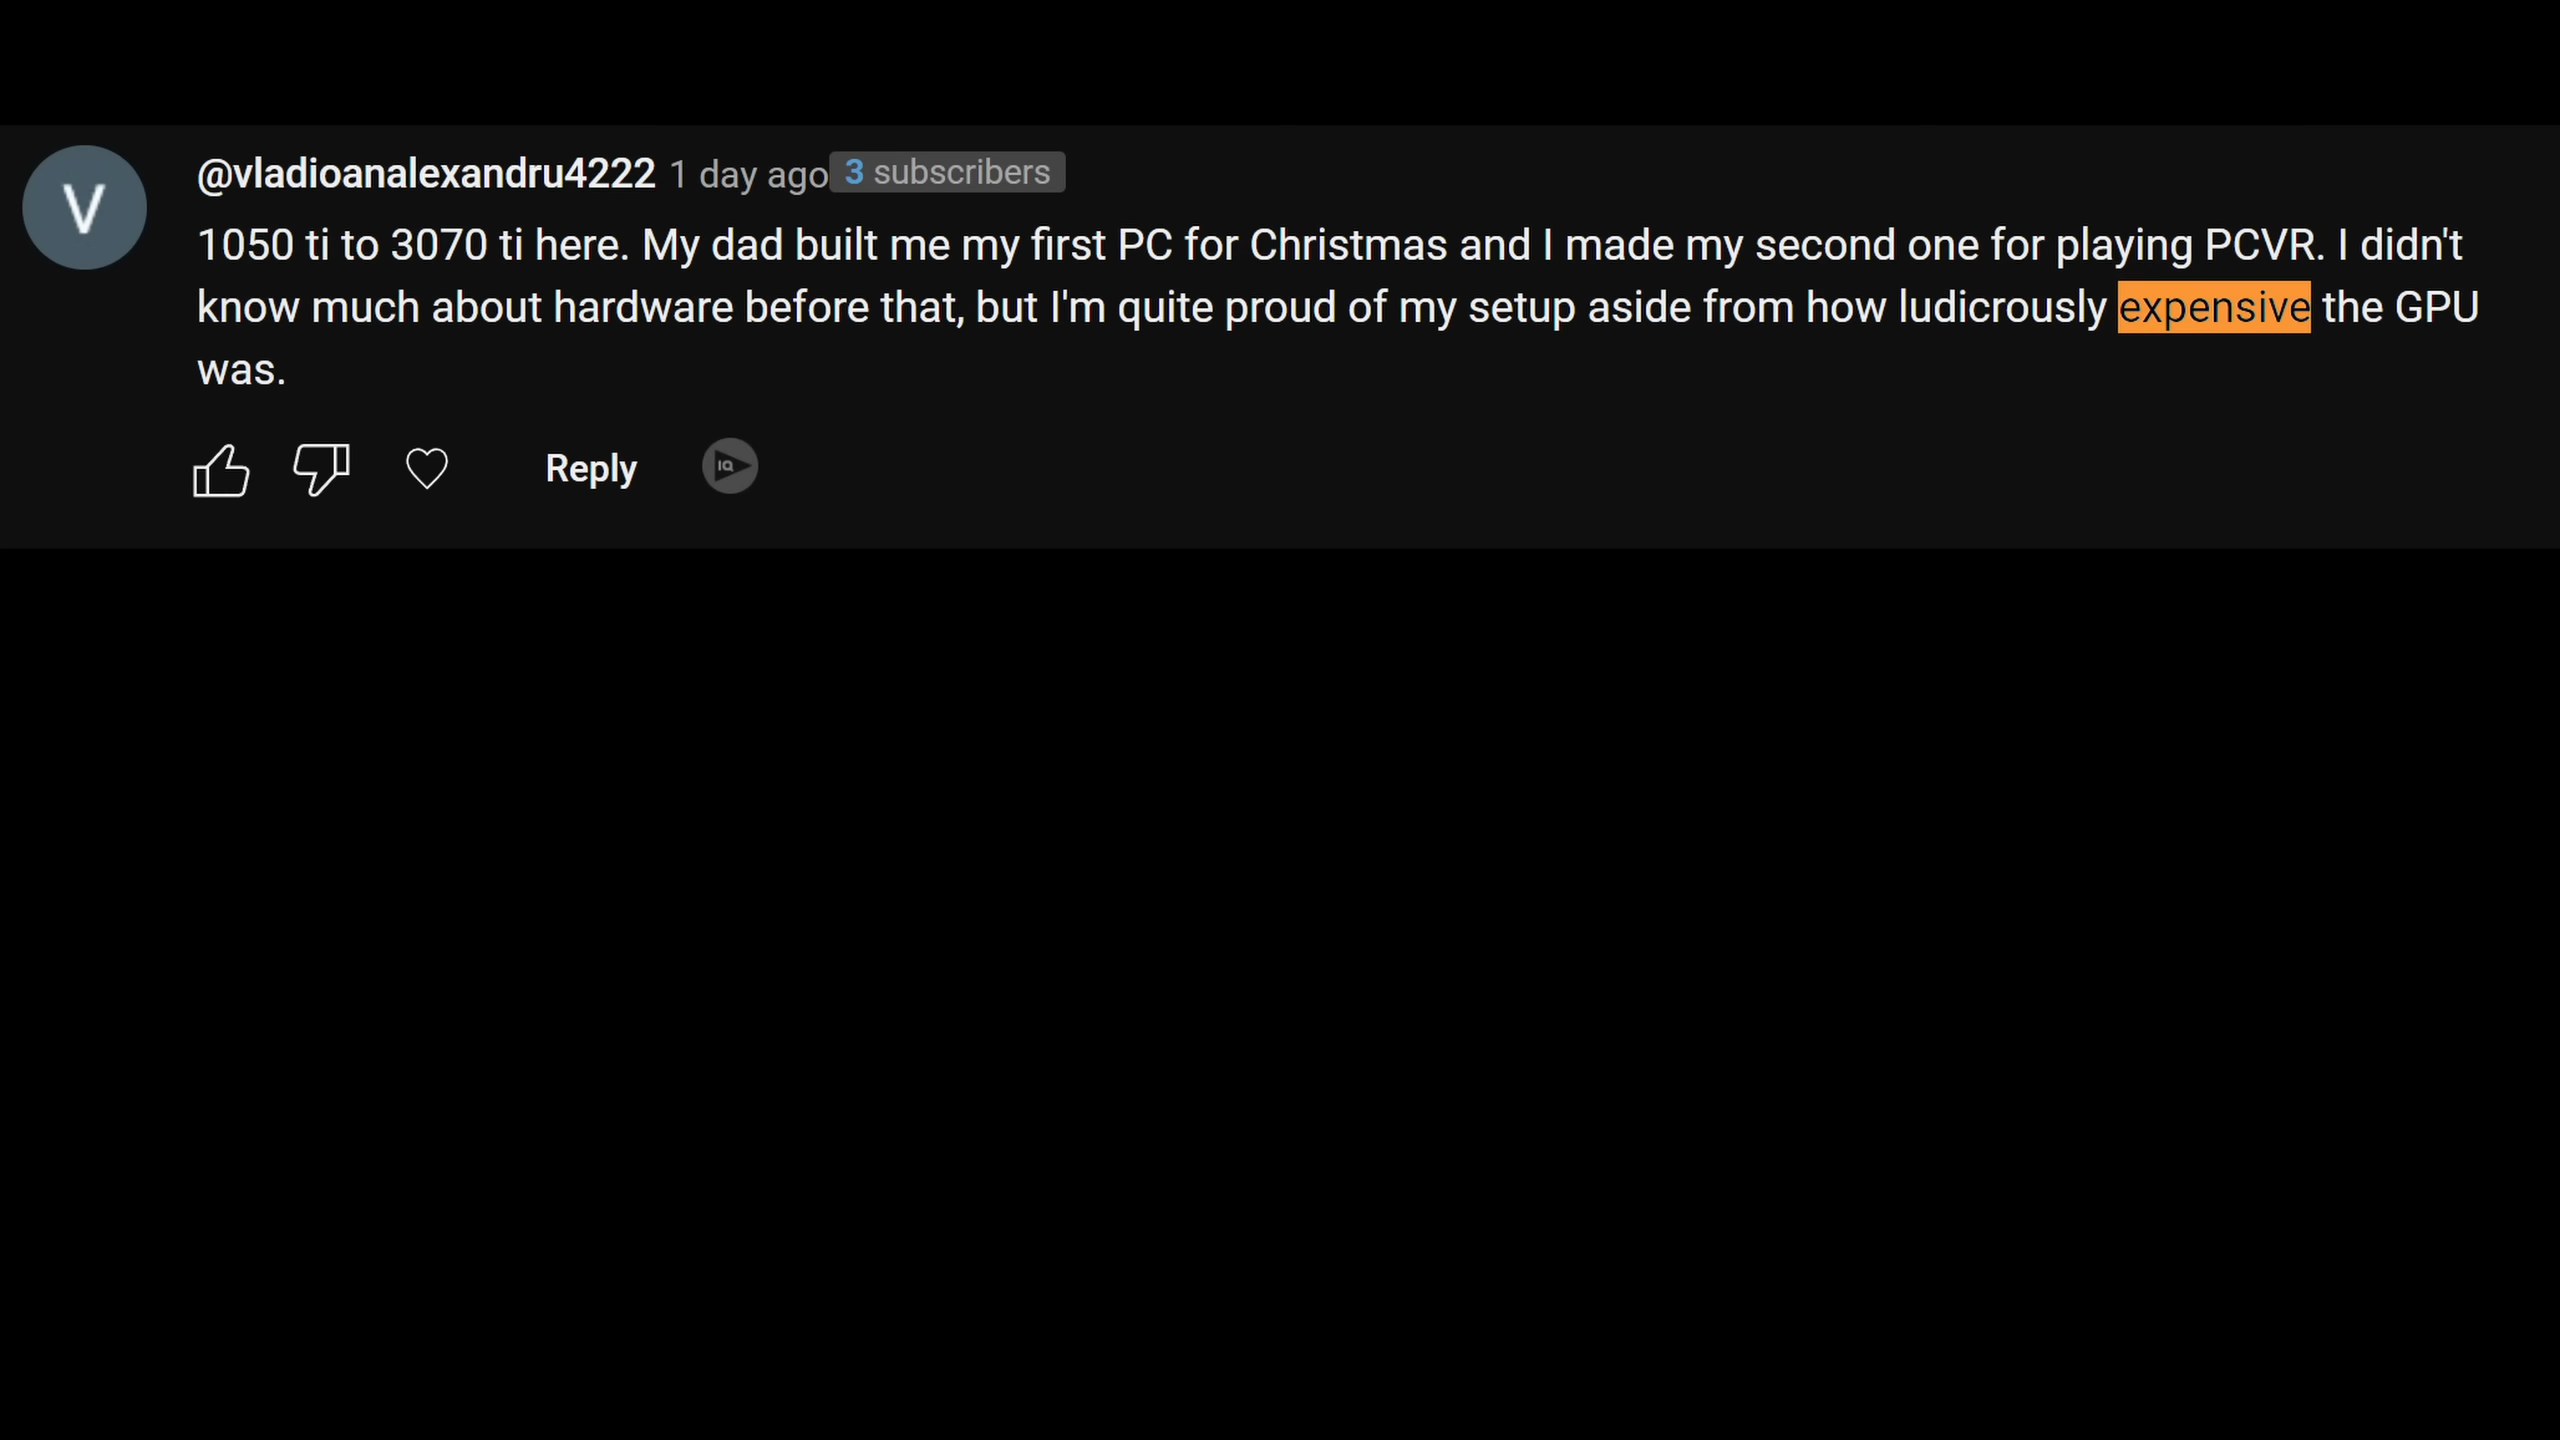 V
@vladioanalexandru4222 1 day ago 3 subscribers
1050 ti to 3070 ti here. My dad built me my first PC for Christmas and I made my second one for playing PCVR. I didn't
know much about hardware before that, but I'm quite proud of my setup aside from how ludicrously expensive the GPU
was.
Reply IQ